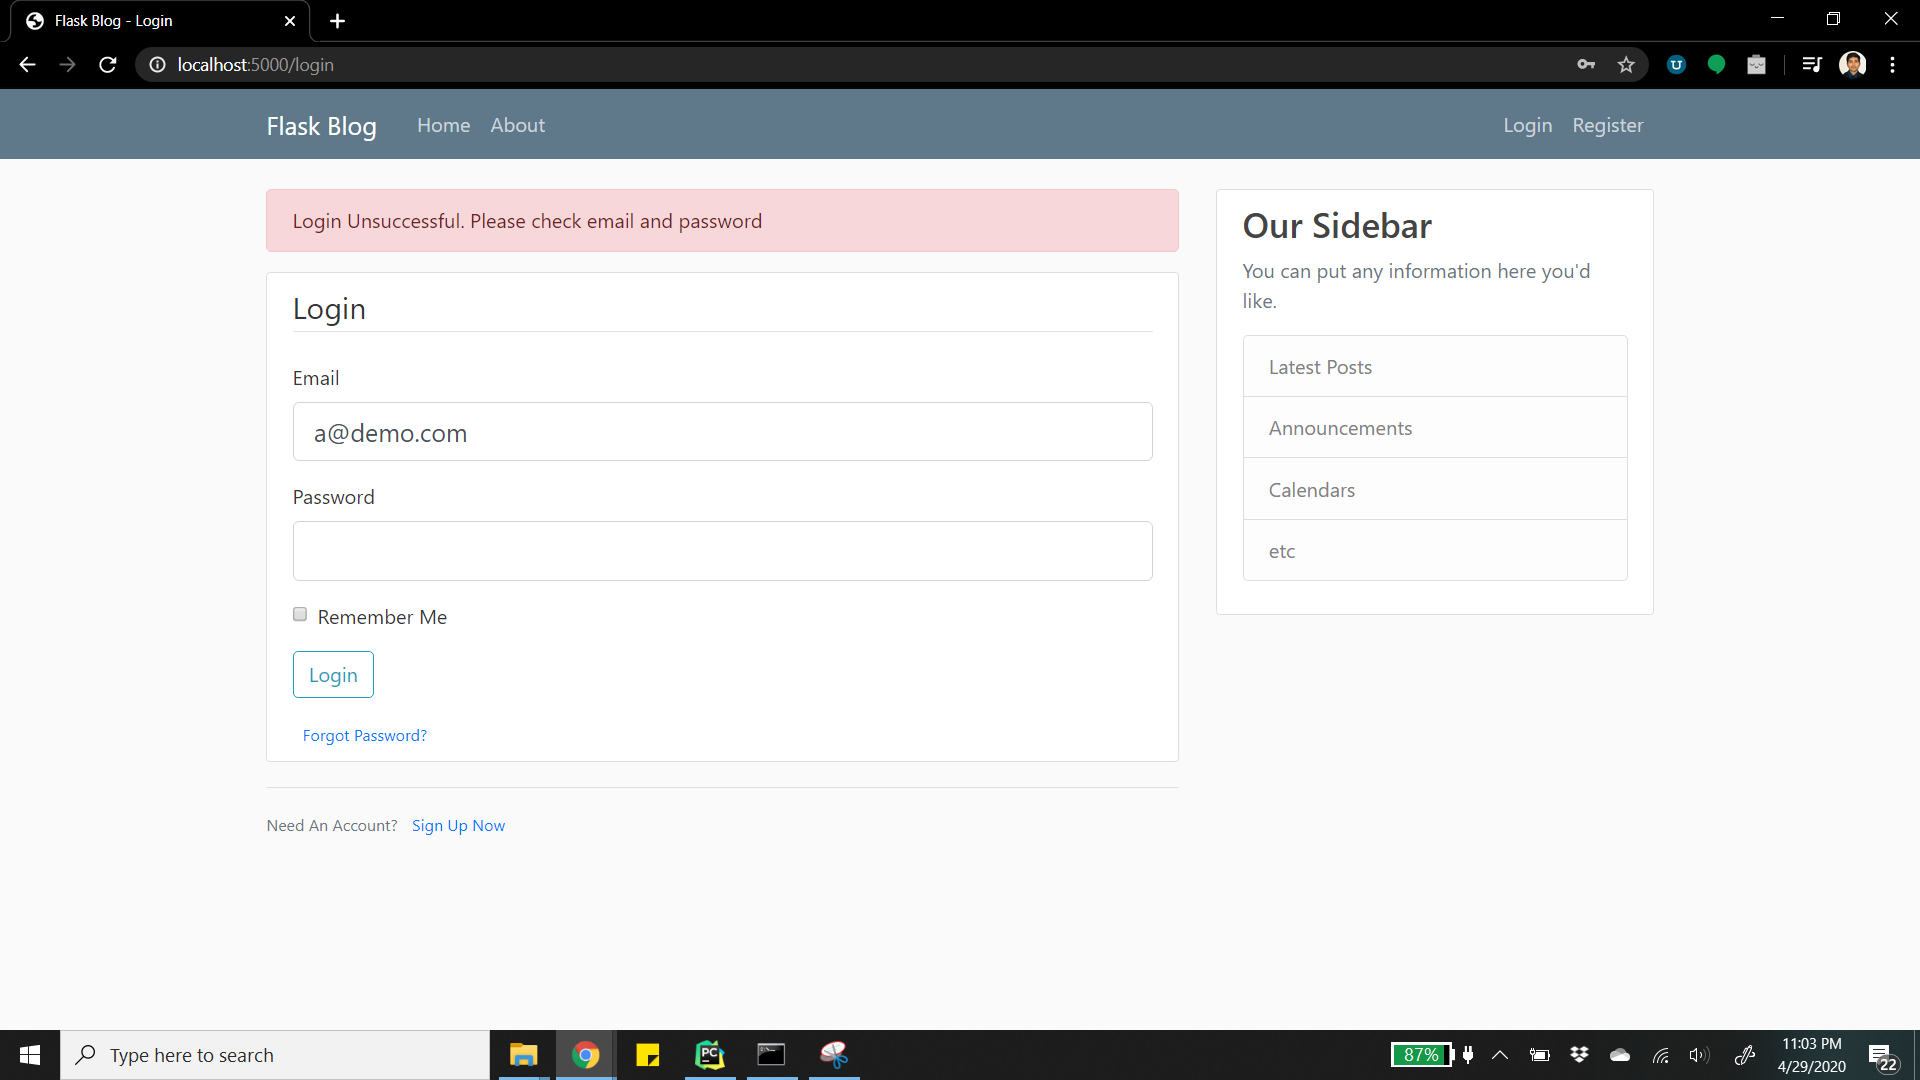 Flask Blog - Login
localhost:5000/login
Flask Blog Home About Login Register
Login Unsuccessful. Please check email and password
Login
Email
a@demo.com
Password
Remember Me
Login
Forgot Password?
Need An Account? Sign Up Now
Our Sidebar
You can put any information here you'd
like.
Latest Posts
Announcements
Calendars
etc
Type here to search
PC
87%
11:03 PM
4/29/2020
22